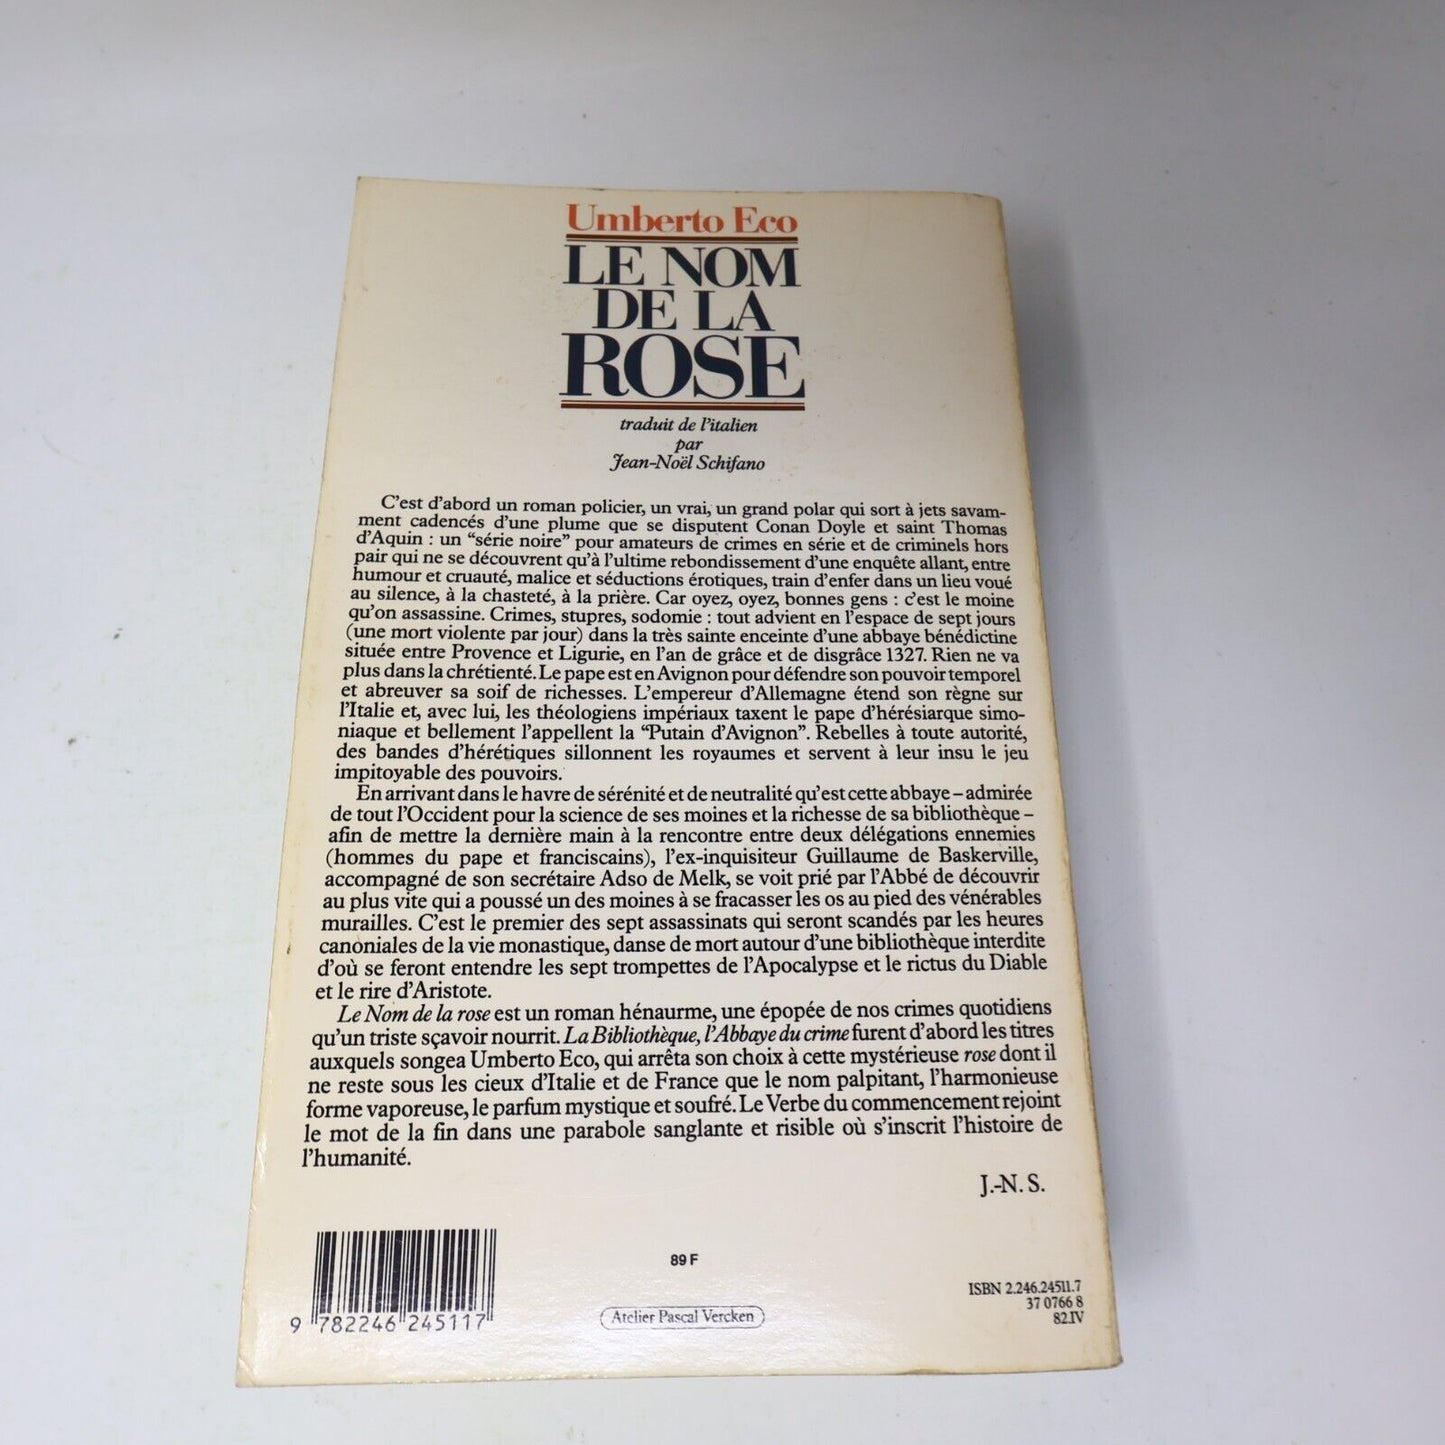 Umberto Eco
LE NOM
DE LA
ROSE
traduit de l'italien
par
Jean-Noël Schifano
C'est d'abord un roman policier, un vrai, un grand polar qui sort à jets savam-
ment cadencés d'une plume que se disputent Conan Doyle et saint Thomas
d'Aquin : un “série noire” pour amateurs de crimes en série et de criminels hors
pair qui ne se découvrent qu'à l'ultime rebondissement d'une enquête allant, entre
humour et cruauté, malice et séductions érotiques, train d'enfer dans un lieu voué
au silence, à la chasteté, à la prière. Car oyez, oyez, bonnes gens : c'est le moine
qu'on assassine. Crimes, stupres, sodomie : tout advient en l'espace de sept jours
(une mort violente par jour) dans la très sainte enceinte d'une abbaye bénédictine
située entre Provence et Ligurie, en l'an de grâce et de disgrâce 1327. Rien ne va
plus dans la chrétienté. Le pape est en Avignon pour défendre son pouvoir temporel
et abreuver sa soif de richesses. L'empereur d'Allemagne étend son règne sur
l'Italie et, avec lui, les théologiens impériaux taxent le pape d'hérésiarque simo-
niaque et bellement l'appellent la “Putain d'Avignon”. Rebelles à toute autorité,
des bandes d'hérétiques sillonnent les royaumes et servent à leur insu le jeu
impitoyable des pouvoirs.
En arrivant dans le havre de sérénité et de neutralité qu'est cette abbaye – admirée
de tout l'Occident pour la science de ses moines et la richesse de sa bibliothèque –
afin de mettre la dernière main à la rencontre entre deux délégations ennemies
(hommes du pape et franciscains), l'ex-inquisiteur Guillaume de Baskerville,
accompagné de son secrétaire Adso de Melk, se voit prié par l'Abbé de découvrir
au plus vite qui a poussé un des moines à se fracasser les os au pied des vénérables
murailles. C'est le premier des sept assassinats qui seront scandés par les heures
canoniales de la vie monastique, danse de mort autour d'une bibliothèque interdite
d'où se feront entendre les sept trompettes de l'Apocalypse et le rictus du Diable
et le rire d'Aristote.
Le Nom de la rose est un roman hénaurme, une épopée de nos crimes quotidiens
qu'un triste sçavoir nourrit. La Bibliothèque, l'Abbaye du crime furent d'abord les titres
auxquels songea Umberto Eco, qui arrêta son choix à cette mystérieuse rose dont il
ne reste sous les cieux d'Italie et de France que le nom palpitant, l'harmonieuse
forme vaporeuse, le parfum mystique et soufré. Le Verbe du commencement rejoint
le mot de la fin dans une parabole sanglante et risible où s'inscrit l'histoire de
l'humanité.
J.-N. S.
89 F
ISBN 2.246.24511.7
37 0766 8
82.IV
9 782246 245117
Atelier Pascal Vercken